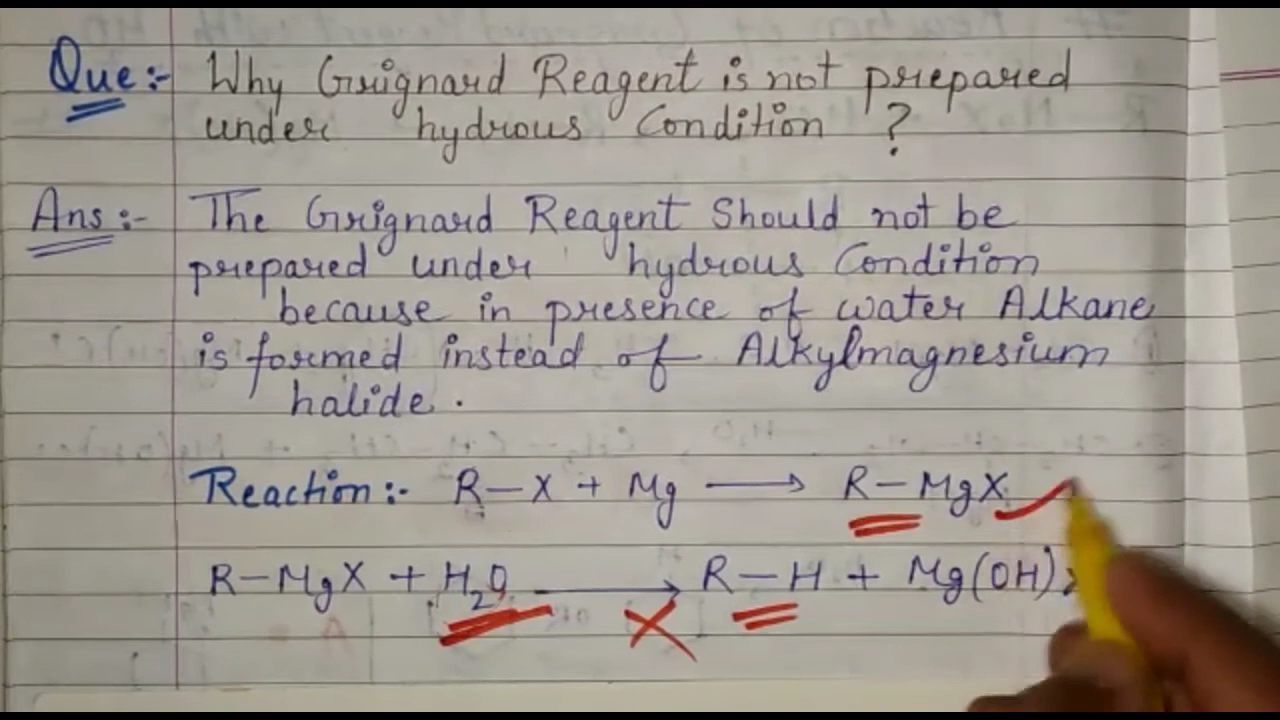 Que:- Why Grignard Reagent is not prepared
under hydrous Condition ?
Ans:- The Grignard Reagent Should not be
prepared under hydrous Condition
because in presence of water Alkane
is formed instead of Alkylmagnesium
halide.
Reaction:- R-X + Mg ⟶ R-MgX
R-MgX + H₂O ⟶ R-H + Mg(OH)